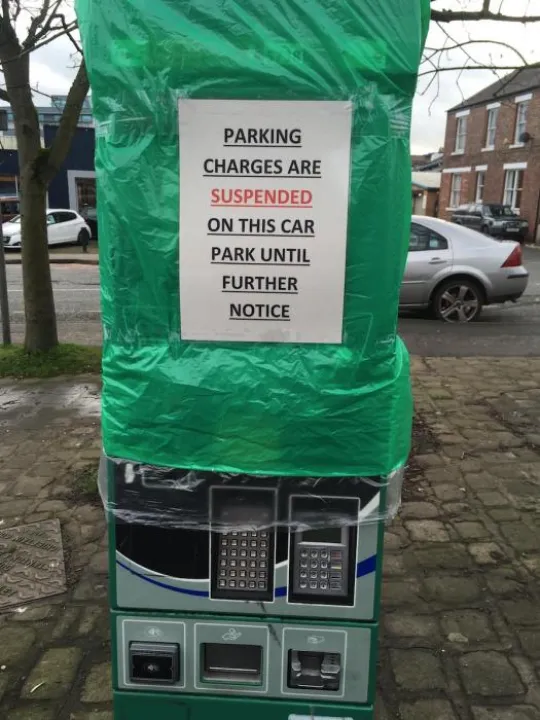 PARKING
CHARGES ARE
SUSPENDED
ON THIS CAR
PARK UNTIL
FURTHER
NOTICE